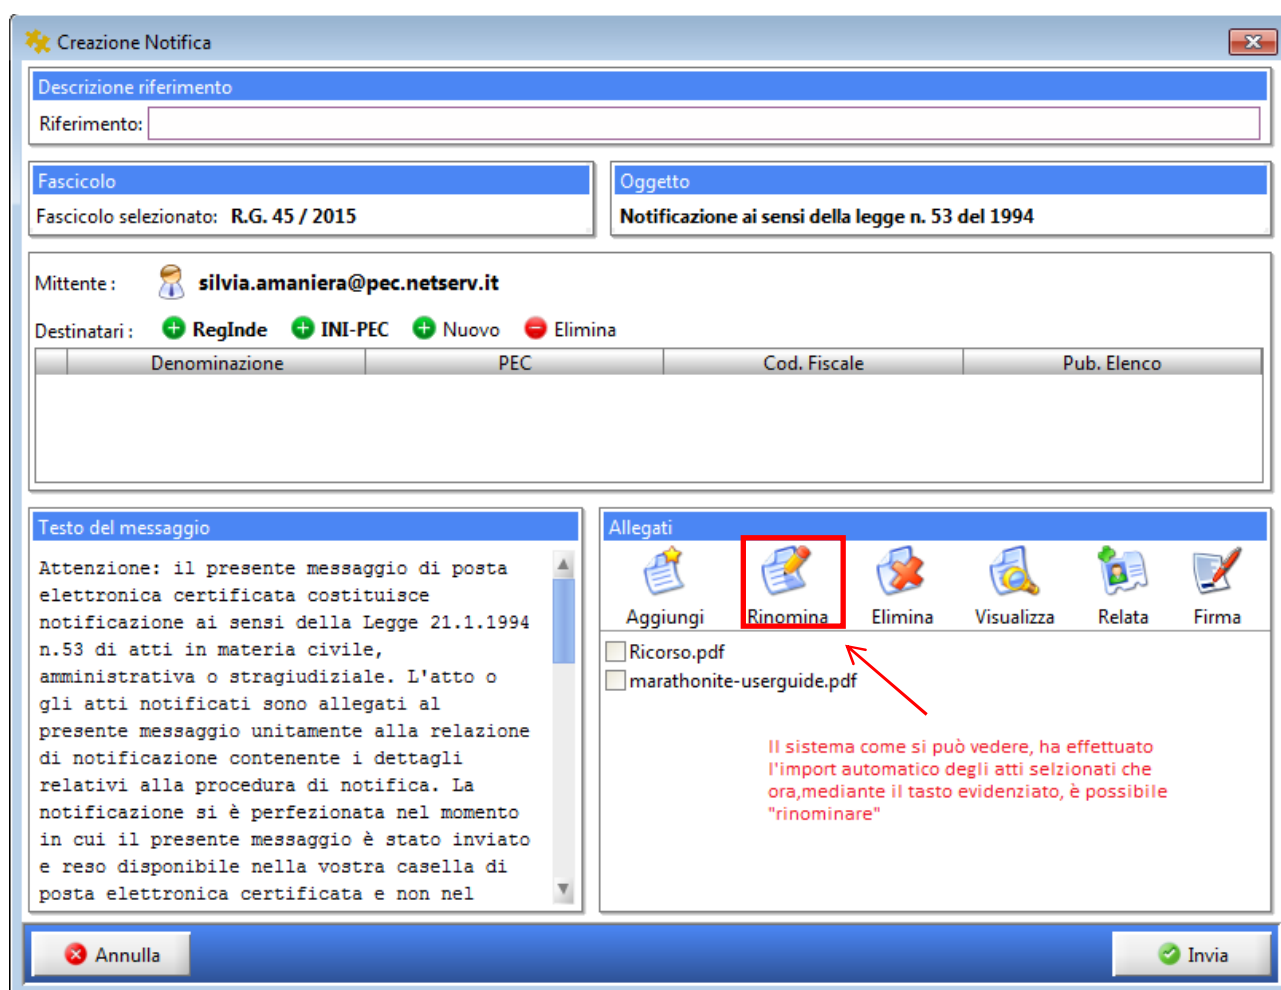 Creazione Notifica
Descrizione riferimento
Riferimento:
Fascicolo
Fascicolo selezionato: R.G. 45 / 2015
Oggetto
Notificazione ai sensi della legge n. 53 del 1994
Mittente : silvia.amaniera@pec.netserv.it
Destinatari : RegInde INI-PEC Nuovo Elimina
Denominazione PEC Cod. Fiscale Pub. Elenco
Testo del messaggio
Attenzione: il presente messaggio di posta
elettronica certificata costituisce
notificazione ai sensi della Legge 21.1.1994
n.53 di atti in materia civile,
amministrativa o stragiudiziale. L'atto o
gli atti notificati sono allegati al
presente messaggio unitamente alla relazione
di notificazione contenente i dettagli
relativi alla procedura di notifica. La
notificazione si è perfezionata nel momento
in cui il presente messaggio è stato inviato
e reso disponibile nella vostra casella di
posta elettronica certificata e non nel
Allegati
Aggiungi Rinomina Elimina Visualizza Relata Firma
Ricorso.pdf
marathonite-userguide.pdf
Il sistema come si può vedere, ha effettuato
l'import automatico degli atti selzionati che
ora,mediante il tasto evidenziato, è possibile
"rinominare"
Annulla
Invia